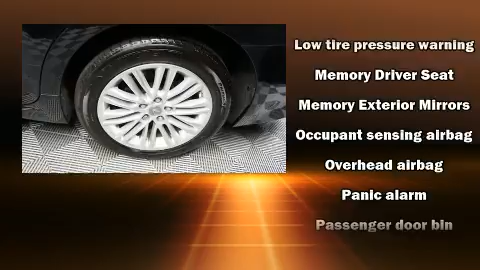 Low tire pressure warning
Memory Driver Seat
Memory Exterior Mirrors
Occupant sensing airbag
Overhead airbag
Panic alarm
Passenger door bin